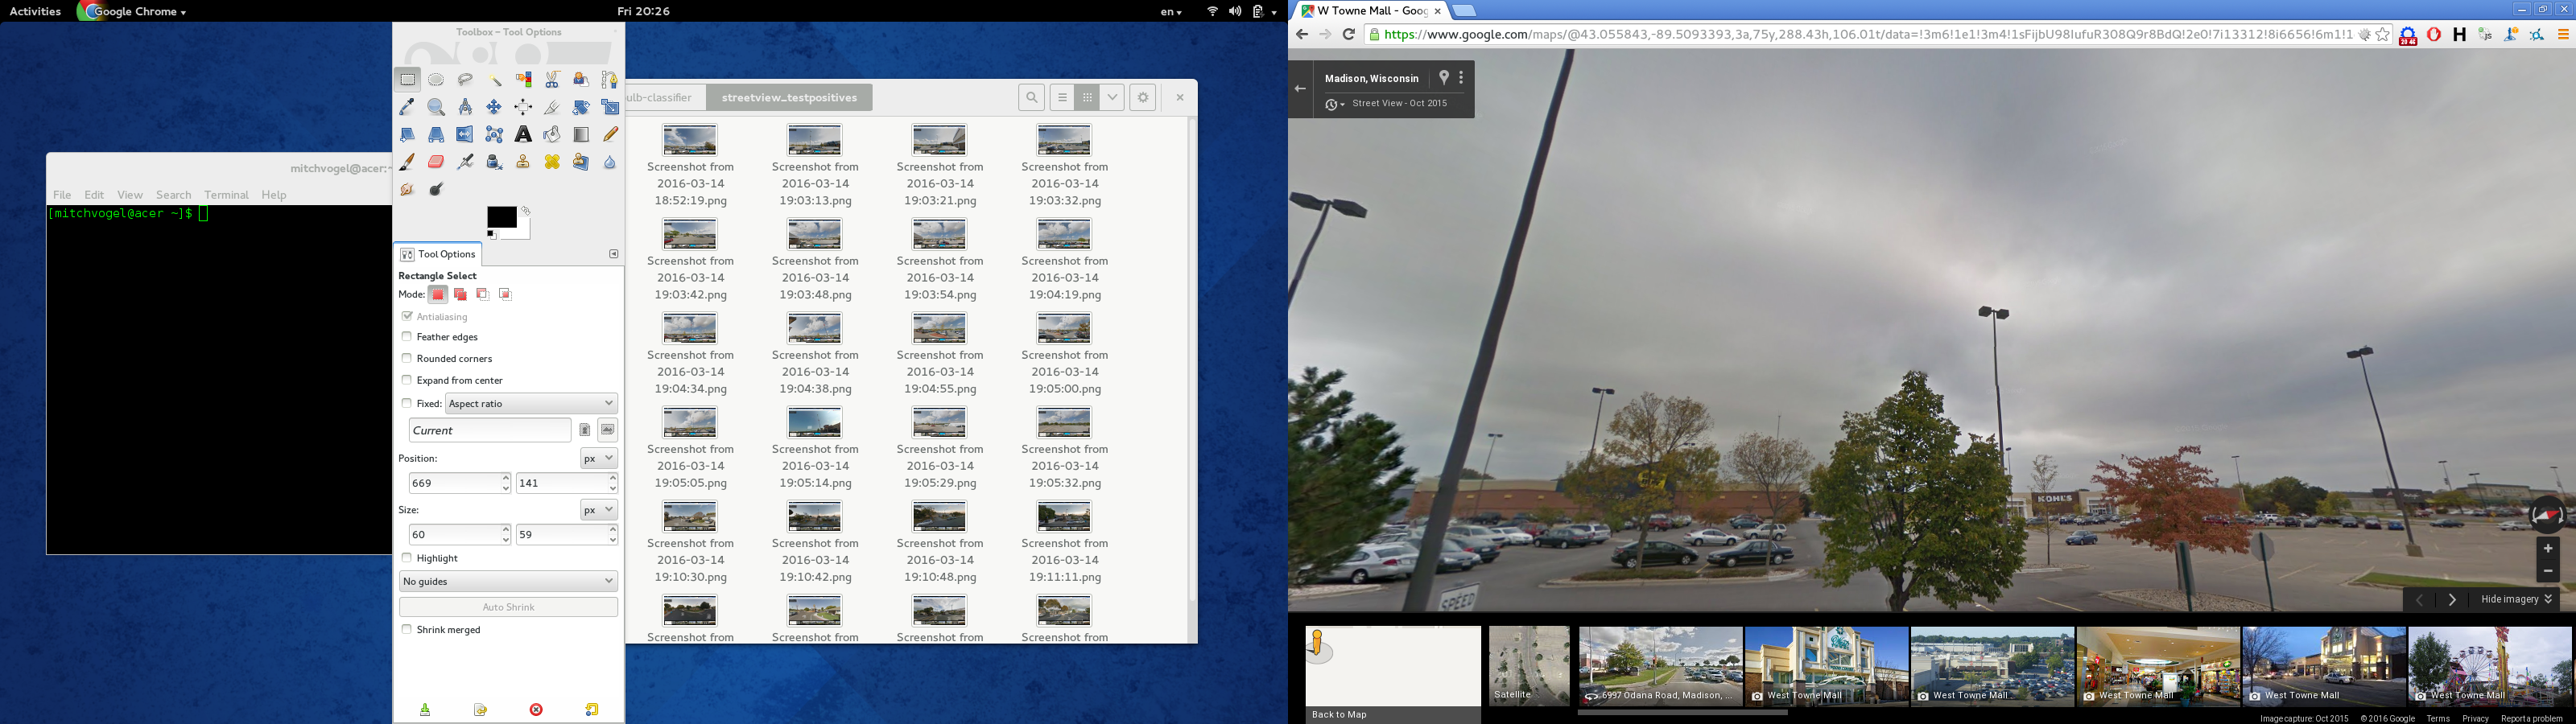 Activities
Google Chrome
Fri 20:26
en
Toolbox - Tool Options
mitchvogel@acer:~
File Edit View Search Terminal Help
[mitchvogel@acer ~]$
Tool Options
Rectangle Select
Mode:
Antialiasing
Feather edges
Rounded corners
Expand from center
Fixed: Aspect ratio
Current
Position: px
669 141
Size: px
60 59
Highlight
No guides
Auto Shrink
Shrink merged
ulb-classifier
streetview_testpositives
Screenshot from Screenshot from Screenshot from Screenshot from
2016-03-14 2016-03-14 2016-03-14 2016-03-14
18:52:19.png 19:03:13.png 19:03:21.png 19:03:32.png
Screenshot from Screenshot from Screenshot from Screenshot from
2016-03-14 2016-03-14 2016-03-14 2016-03-14
19:03:42.png 19:03:48.png 19:03:54.png 19:04:19.png
Screenshot from Screenshot from Screenshot from Screenshot from
2016-03-14 2016-03-14 2016-03-14 2016-03-14
19:04:34.png 19:04:38.png 19:04:55.png 19:05:00.png
Screenshot from Screenshot from Screenshot from Screenshot from
2016-03-14 2016-03-14 2016-03-14 2016-03-14
19:05:05.png 19:05:14.png 19:05:29.png 19:05:32.png
Screenshot from Screenshot from Screenshot from Screenshot from
2016-03-14 2016-03-14 2016-03-14 2016-03-14
19:10:30.png 19:10:42.png 19:10:48.png 19:11:11.png
Screenshot from Screenshot from Screenshot from Screenshot from
W Towne Mall - Goog
https://www.google.com/maps/@43.055843,-89.5093393,3a,75y,288.43h,106.01t/data=!3m6!1e1!3m4!1sFijbU98IufuR308Q9r8BdQ!2e0!7i13312!8i6656!6m1!1
20:46
Madison, Wisconsin
Street View - Oct 2015
KOHL'S
SPEED
Hide imagery
Back to Map
Satellite
6997 Odana Road, Madison, ...
West Towne Mall
West Towne Mall
West Towne Mall
West Towne Mall
West Towne Mall
Image capture: Oct 2015 © 2016 Google Terms Privacy Report a problem